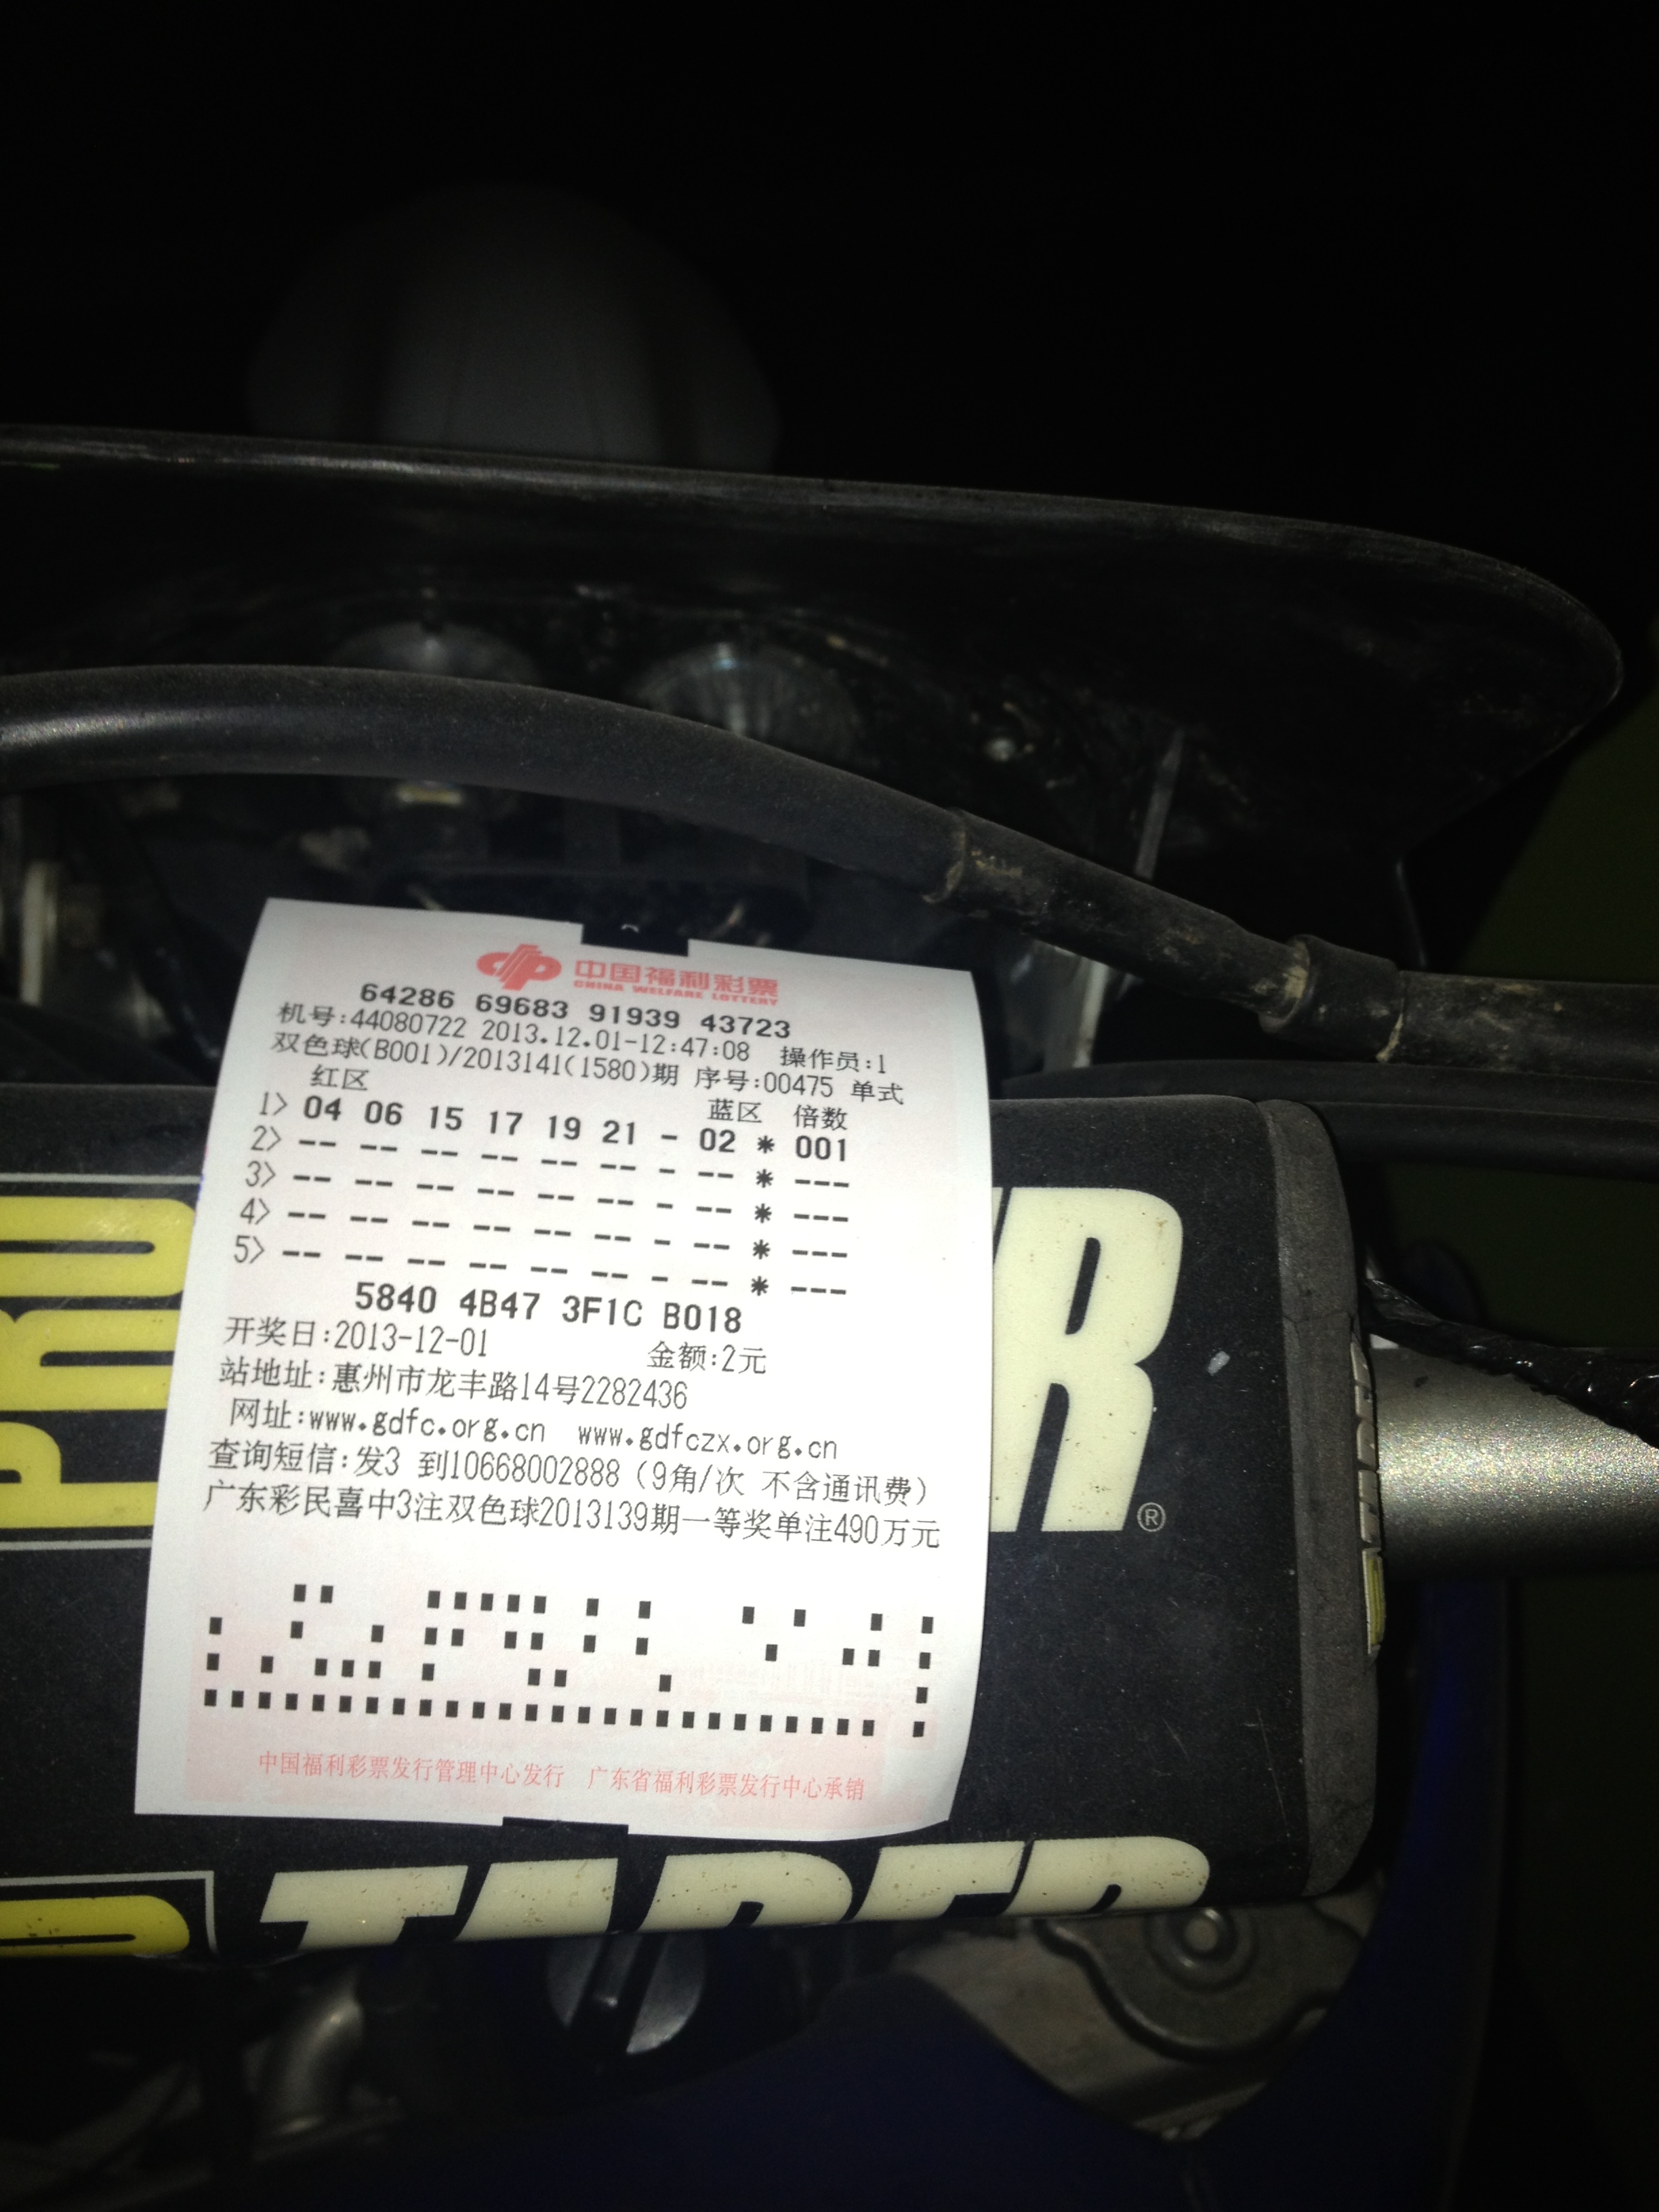 中国福利彩票
CHINA WELFARE LOTTERY
64286 69683 91939 43723
机号:44080722 2013.12.01-12:47:08 操作员:1
双色球(B001)/2013141(1580)期 序号:00475 单式
红区 蓝区 倍数
1> 04 06 15 17 19 21 - 02 * 001
2> -- -- -- -- -- -- - -- * ---
3> -- -- -- -- -- -- - -- * ---
4> -- -- -- -- -- -- - -- * ---
5> -- -- -- -- -- -- - -- * ---
5840 4B47 3F1C B018
开奖日:2013-12-01 金额:2元
站地址:惠州市龙丰路14号2282436
网址:www.gdfc.org.cn www.gdfczx.org.cn
查询短信:发3 到10668002888（9角/次 不含通讯费）
广东彩民喜中3注双色球2013139期一等奖单注490万元
中国福利彩票发行管理中心发行 广东省福利彩票发行中心承销
PRO
R®
TAPER